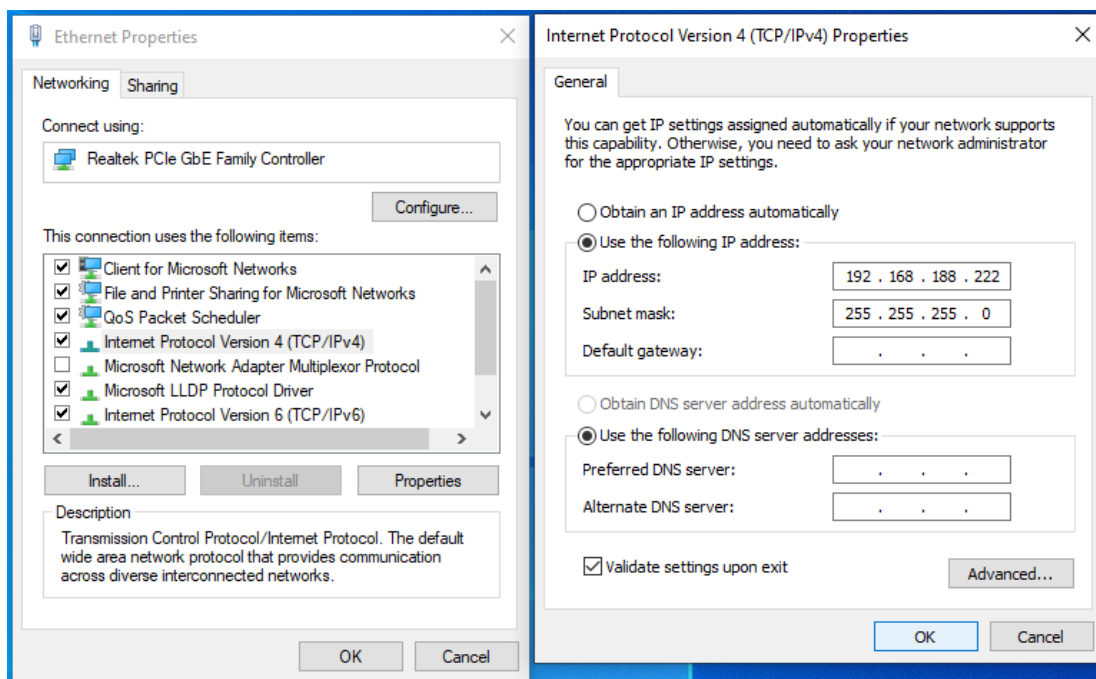 Ethernet Properties
Networking
Sharing
Connect using:
Realtek PCIe GbE Family Controller
Configure...
This connection uses the following items:
Client for Microsoft Networks
File and Printer Sharing for Microsoft Networks
QoS Packet Scheduler
Internet Protocol Version 4 (TCP/IPv4)
Microsoft Network Adapter Multiplexor Protocol
Microsoft LLDP Protocol Driver
Internet Protocol Version 6 (TCP/IPv6)
Install...
Uninstall
Properties
Description
Transmission Control Protocol/Internet Protocol. The default
wide area network protocol that provides communication
across diverse interconnected networks.
OK
Cancel
Internet Protocol Version 4 (TCP/IPv4) Properties
General
You can get IP settings assigned automatically if your network supports
this capability. Otherwise, you need to ask your network administrator
for the appropriate IP settings.
Obtain an IP address automatically
Use the following IP address:
IP address:
192 . 168 . 188 . 222
Subnet mask:
255 . 255 . 255 . 0
Default gateway:
. . .
Obtain DNS server address automatically
Use the following DNS server addresses:
Preferred DNS server:
. . .
Alternate DNS server:
. . .
Validate settings upon exit
Advanced...
OK
Cancel